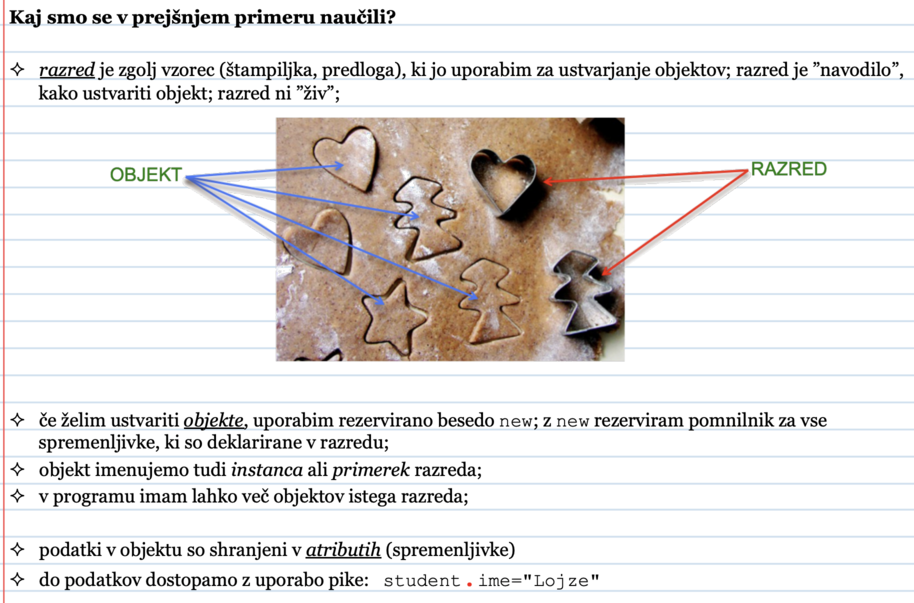 Kaj smo se v prejšnjem primeru naučili?
✧ razred je zgolj vzorec (štampiljka, predloga), ki jo uporabim za ustvarjanje objektov; razred je ”navodilo”,
kako ustvariti objekt; razred ni ”živ”;
OBJEKT
RAZRED
✧ če želim ustvariti objekte, uporabim rezervirano besedo new; z new rezerviram pomnilnik za vse
spremenljivke, ki so deklarirane v razredu;
✧ objekt imenujemo tudi instanca ali primerek razreda;
✧ v programu imam lahko več objektov istega razreda;
✧ podatki v objektu so shranjeni v atributih (spremenljivke)
✧ do podatkov dostopamo z uporabo pike: student.ime="Lojze"